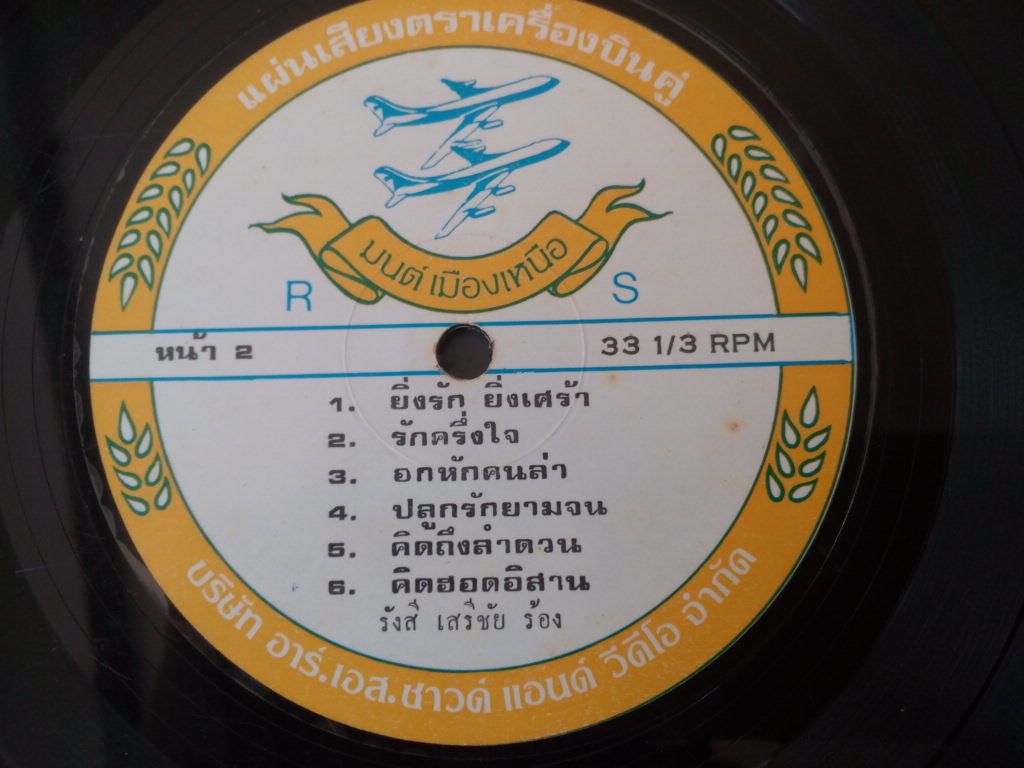 แผ่นเสียงตราเครื่องบินคู่
มนต์เมืองเหนือ
R S
หน้า 2 33 1/3 RPM
1. ยิ่งรัก ยิ่งเศร้า
2. รักครึ่งใจ
3. อกหักคนล่า
4. ปลูกรักยามจน
5. คิดถึงลำดวน
6. คิดฮอดอิสาน
รังสี เสรีชัย ร้อง
บริษัท อาร์.เอส.ซาวด์ แอนด์ วีดีโอ จำกัด